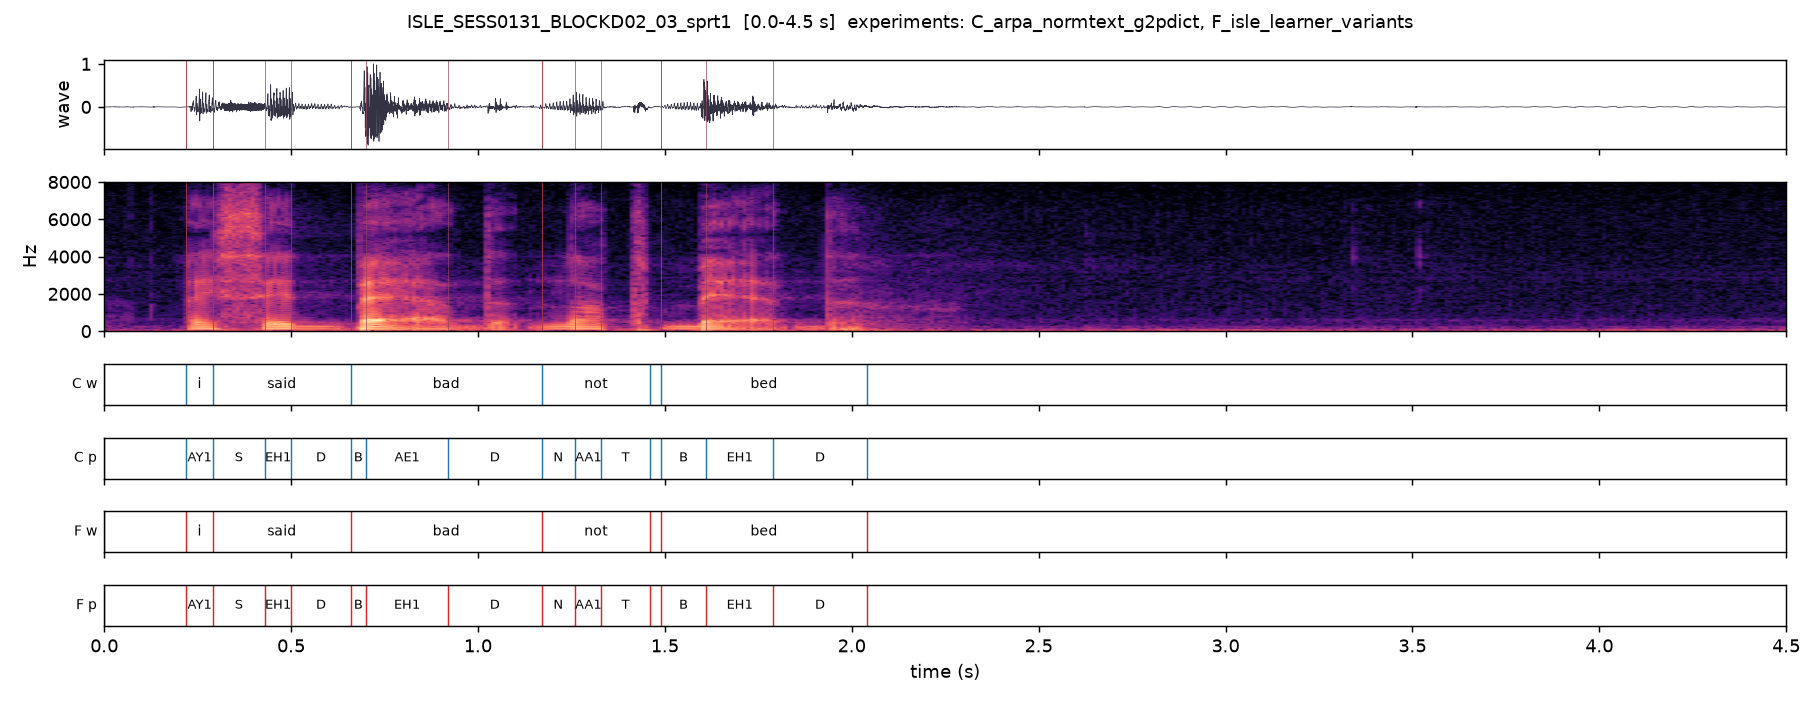 ISLE_SESS0131_BLOCKD02_03_sprt1  [0.0-4.5 s]  experiments: C_arpa_normtext_g2pdict, F_isle_learner_variants
wave
1
0
Hz
8000
6000
4000
2000
0
C w
i said bad not bed
C p
AY1 S EH1 D B AE1 D N AA1 T B EH1 D
F w
i said bad not bed
F p
AY1 S EH1 D B EH1 D N AA1 T B EH1 D
0.0 0.5 1.0 1.5 2.0 2.5 3.0 3.5 4.0 4.5
time (s)